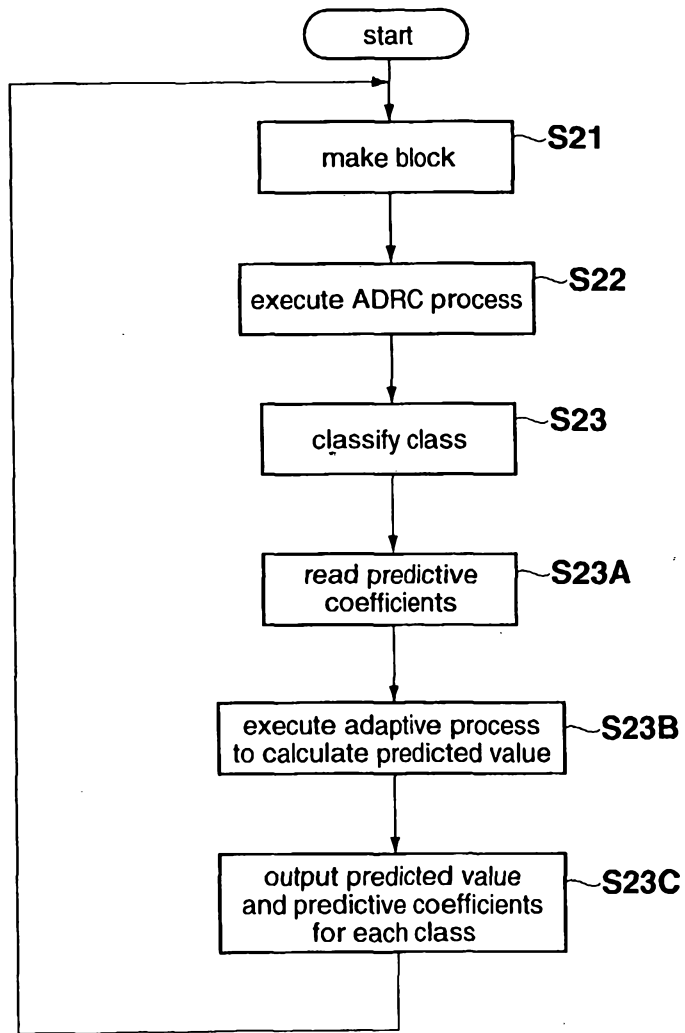 start
make block
S21
execute ADRC process
S22
classify class
S23
read predictive
coefficients
S23A
execute adaptive process
to calculate predicted value
S23B
output predicted value
and predictive coefficients
for each class
S23C